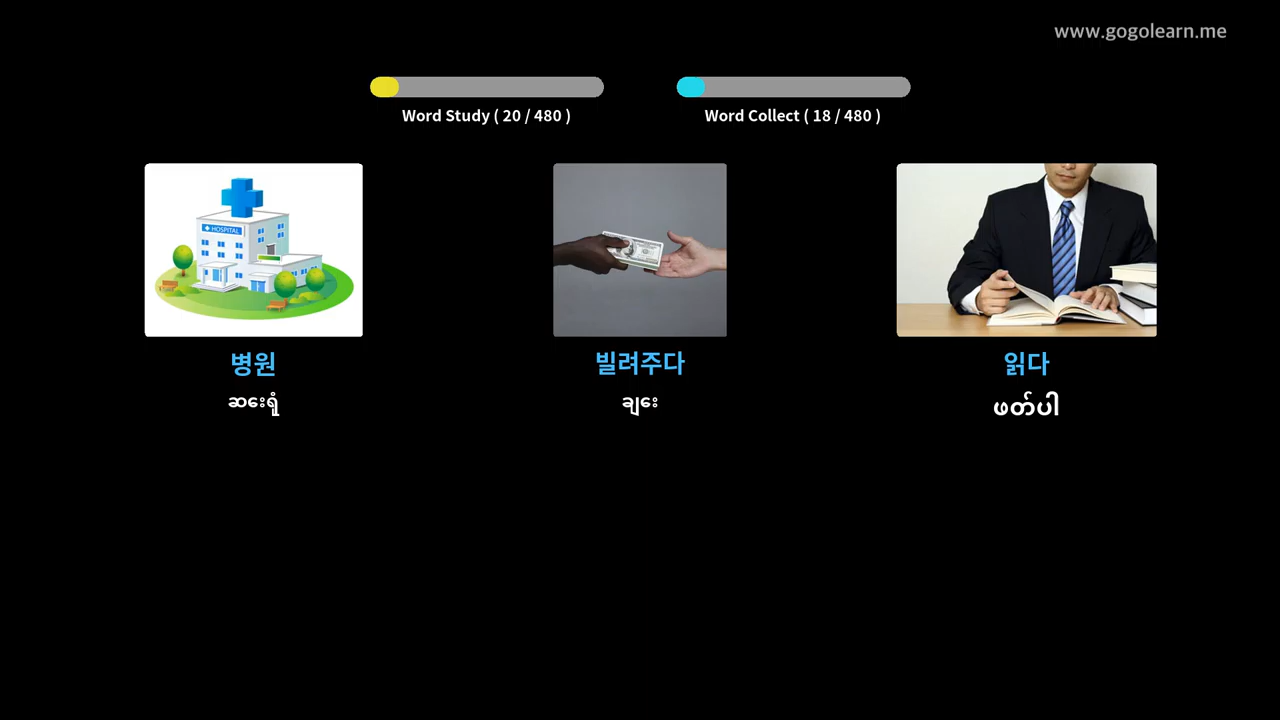 www.gogolearn.me
Word Study ( 20 / 480 )
Word Collect ( 18 / 480 )
HOSPITAL
병원
빌려주다
읽다
ဆေးရုံ
ချေး
ဖတ်ပါ